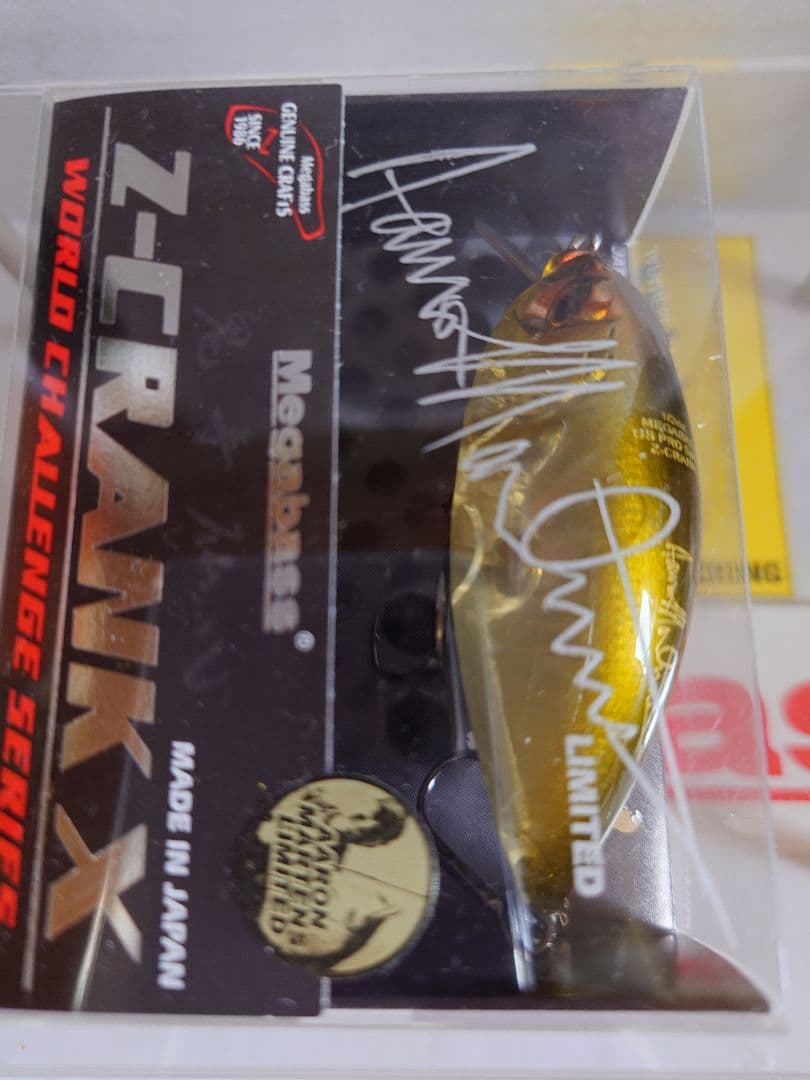 Megabass
GENUINE CRAFTS
SINCE
1986
Z-CRANK X
WORLD CHALLENGE SERIES
Megabass®
MADE IN JAPAN
AARON
MARTENS
LIMITED
LIMITED